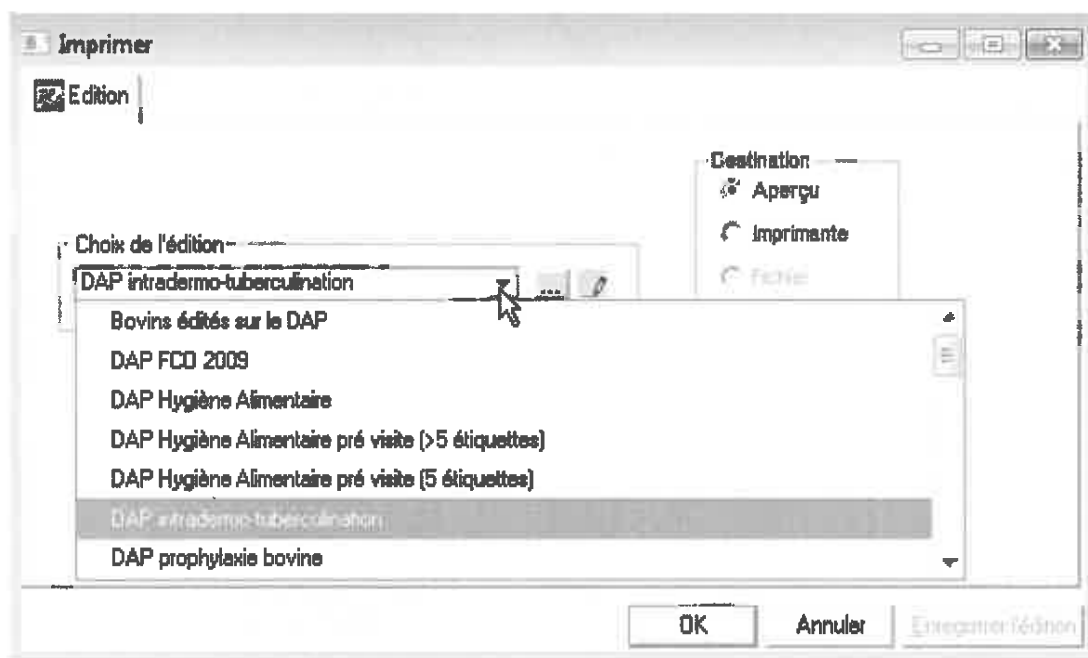 Imprimer
Edition
Destination
Aperçu
Imprimante
Fichier
Choix de l'édition
DAP intradermo-tuberculination
...
Bovins édités sur le DAP
DAP FCO 2009
DAP Hygiène Alimentaire
DAP Hygiène Alimentaire pré visite (>5 étiquettes)
DAP Hygiène Alimentaire pré visite (5 étiquettes)
DAP intradermo-tuberculination
DAP prophylaxie bovine
OK Annuler Enregistrer l'édition